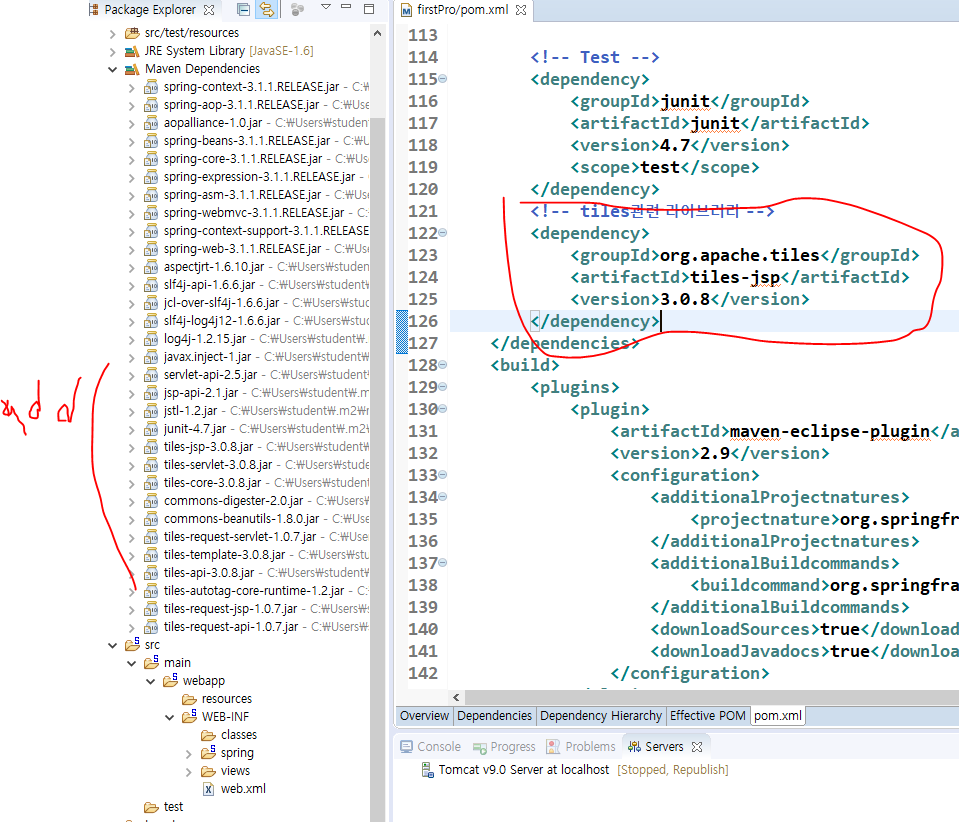 Package Explorer
src/test/resources
JRE System Library [JavaSE-1.6]
Maven Dependencies
spring-context-3.1.1.RELEASE.jar - C:
spring-aop-3.1.1.RELEASE.jar - C:₩Use
aopalliance-1.0.jar - C:₩Users₩student
spring-beans-3.1.1.RELEASE.jar - C:₩
spring-core-3.1.1.RELEASE.jar - C:₩Us
spring-expression-3.1.1.RELEASE.jar -
spring-asm-3.1.1.RELEASE.jar - C:₩Use
spring-webmvc-3.1.1.RELEASE.jar - C:
spring-context-support-3.1.1.RELEASE
spring-web-3.1.1.RELEASE.jar - C:₩Us
aspectjrt-1.6.10.jar - C:₩Users₩studen
slf4j-api-1.6.6.jar - C:₩Users₩student₩
jcl-over-slf4j-1.6.6.jar - C:₩Users₩stu
slf4j-log4j12-1.6.6.jar - C:₩Users₩stud
log4j-1.2.15.jar - C:₩Users₩student₩.
javax.inject-1.jar - C:₩Users₩student₩
servlet-api-2.5.jar - C:₩Users₩student
jsp-api-2.1.jar - C:₩Users₩student₩.m
jstl-1.2.jar - C:₩Users₩student₩.m2₩r
junit-4.7.jar - C:₩Users₩student₩.m2₩
tiles-jsp-3.0.8.jar - C:₩Users₩student₩
tiles-servlet-3.0.8.jar - C:₩Users₩stude
tiles-core-3.0.8.jar - C:₩Users₩student
commons-digester-2.0.jar - C:₩Users₩
commons-beanutils-1.8.0.jar - C:₩User
tiles-request-servlet-1.0.7.jar - C:₩Use
tiles-template-3.0.8.jar - C:₩Users₩stu
tiles-api-3.0.8.jar - C:₩Users₩student₩
tiles-autotag-core-runtime-1.2.jar - C:₩
tiles-request-jsp-1.0.7.jar - C:₩Users₩s
tiles-request-api-1.0.7.jar - C:₩Users₩
src
main
webapp
resources
WEB-INF
classes
spring
views
web.xml
test
firstPro/pom.xml
113
114 <!-- Test -->
115 <dependency>
116 <groupId>junit</groupId>
117 <artifactId>junit</artifactId>
118 <version>4.7</version>
119 <scope>test</scope>
120 </dependency>
121 <!-- tiles관련 라이브러리 -->
122 <dependency>
123 <groupId>org.apache.tiles</groupId>
124 <artifactId>tiles-jsp</artifactId>
125 <version>3.0.8</version>
126 </dependency>
127 </dependencies>
128 <build>
129 <plugins>
130 <plugin>
131 <artifactId>maven-eclipse-plugin</a
132 <version>2.9</version>
133 <configuration>
134 <additionalProjectnatures>
135 <projectnature>org.springfr
136 </additionalProjectnatures>
137 <additionalBuildcommands>
138 <buildcommand>org.springfra
139 </additionalBuildcommands>
140 <downloadSources>true</download
141 <downloadJavadocs>true</downloa
142 </configuration>
Overview Dependencies Dependency Hierarchy Effective POM pom.xml
Console Progress Problems Servers
Tomcat v9.0 Server at localhost [Stopped, Republish]